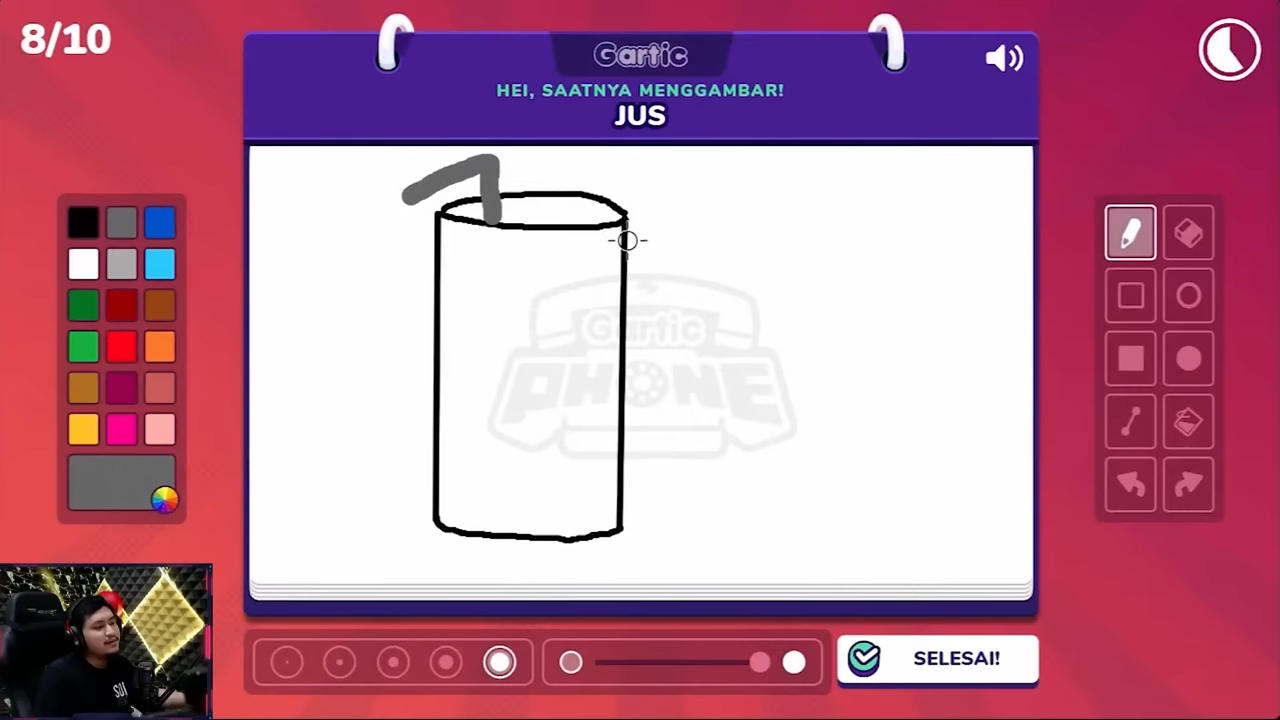 8/10
Gartic
HEI, SAATNYA MENGGAMBAR!
JUS
Gartic
PHONE
SELESAI!